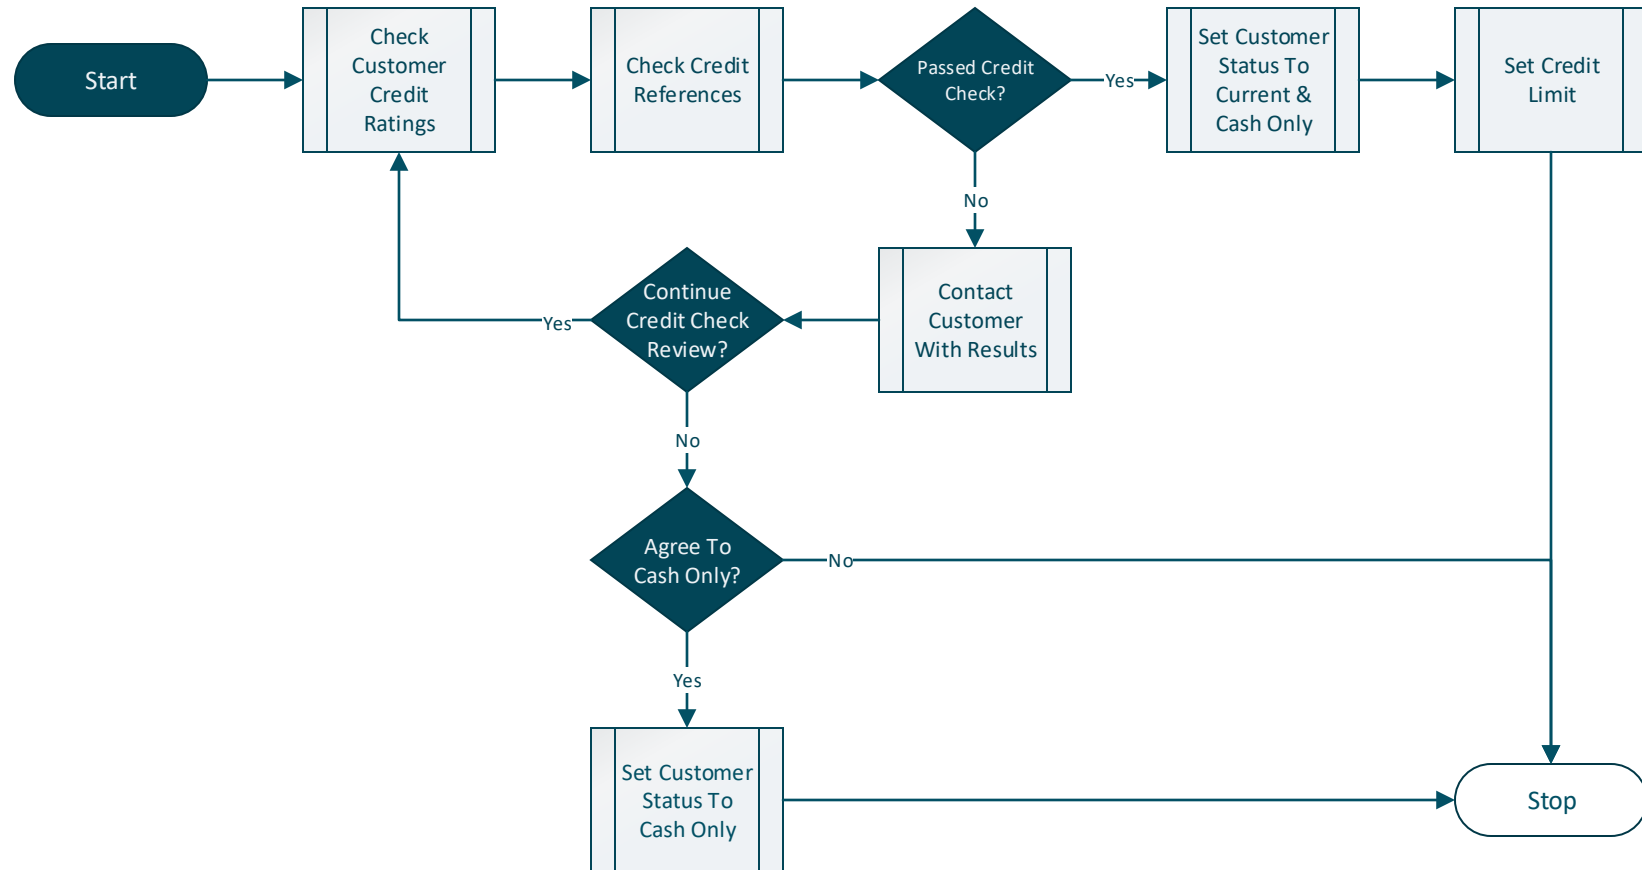 Start
Check
Customer
Credit
Ratings
Check Credit
References
Passed Credit
Check?
Yes
Set Customer
Status To
Current &
Cash Only
Set Credit
Limit
No
Continue
Credit Check
Review?
Yes
Contact
Customer
With Results
No
Agree To
Cash Only?
No
Yes
Set Customer
Status To
Cash Only
Stop